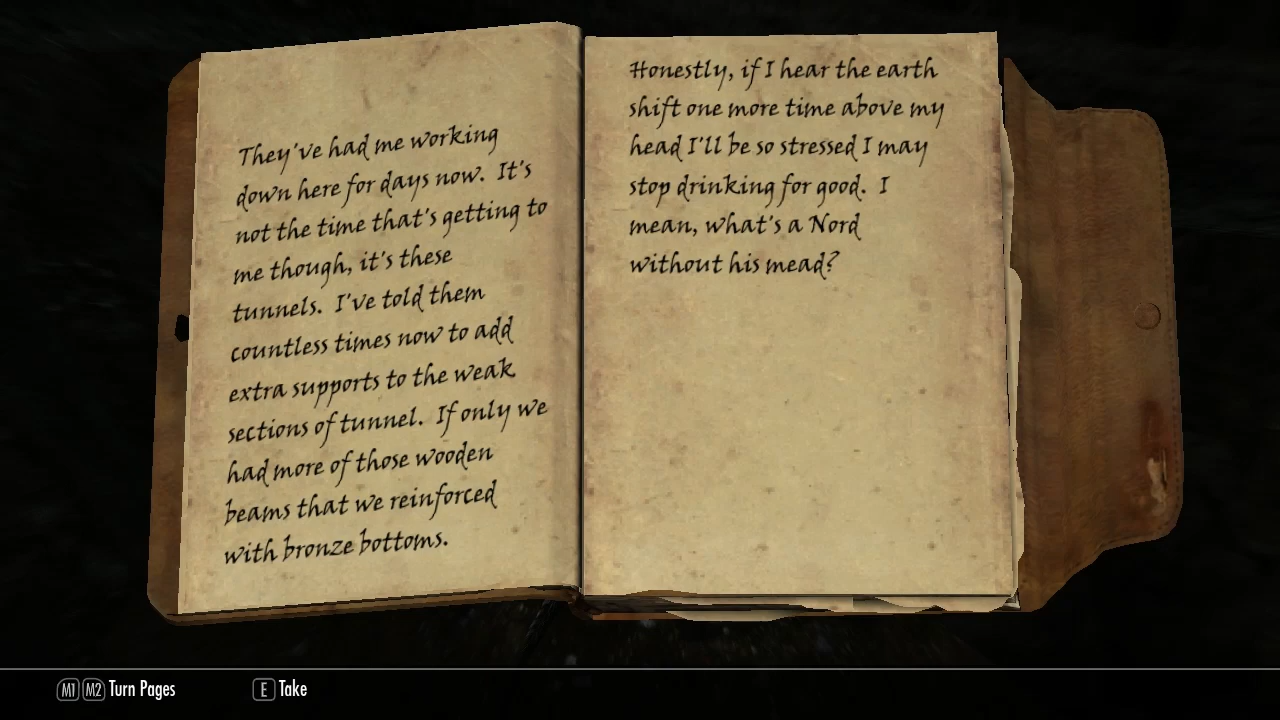 They've had me working
down here for days now. It's
not the time that's getting to
me though, it's these
tunnels. I've told them
countless times now to add
extra supports to the weak
sections of tunnel. If only we
had more of those wooden
beams that we reinforced
with bronze bottoms.
Honestly, if I hear the earth
shift one more time above my
head I'll be so stressed I may
stop drinking for good. I
mean, what's a Nord
without his mead?
M1 M2 Turn Pages E Take